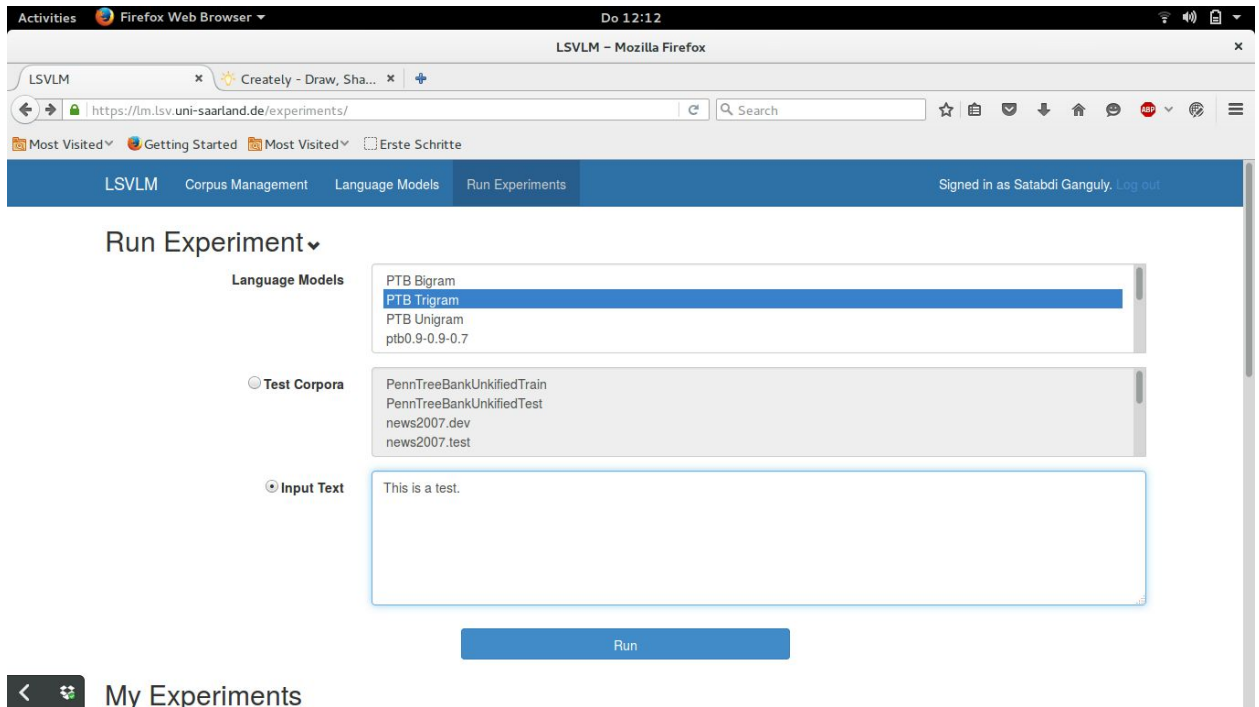 Activities Firefox Web Browser Do 12:12
LSVLM – Mozilla Firefox
LSVLM Creately - Draw, Sha...
https://lm.lsv.uni-saarland.de/experiments/ Search ABP
Most Visited Getting Started Most Visited Erste Schritte
LSVLM Corpus Management Language Models Run Experiments Signed in as Satabdi Ganguly. Log out
Run Experiment
Language Models PTB Bigram
PTB Trigram
PTB Unigram
ptb0.9-0.9-0.7
Test Corpora PennTreeBankUnkifiedTrain
PennTreeBankUnkifiedTest
news2007.dev
news2007.test
Input Text This is a test.
Run
My Experiments